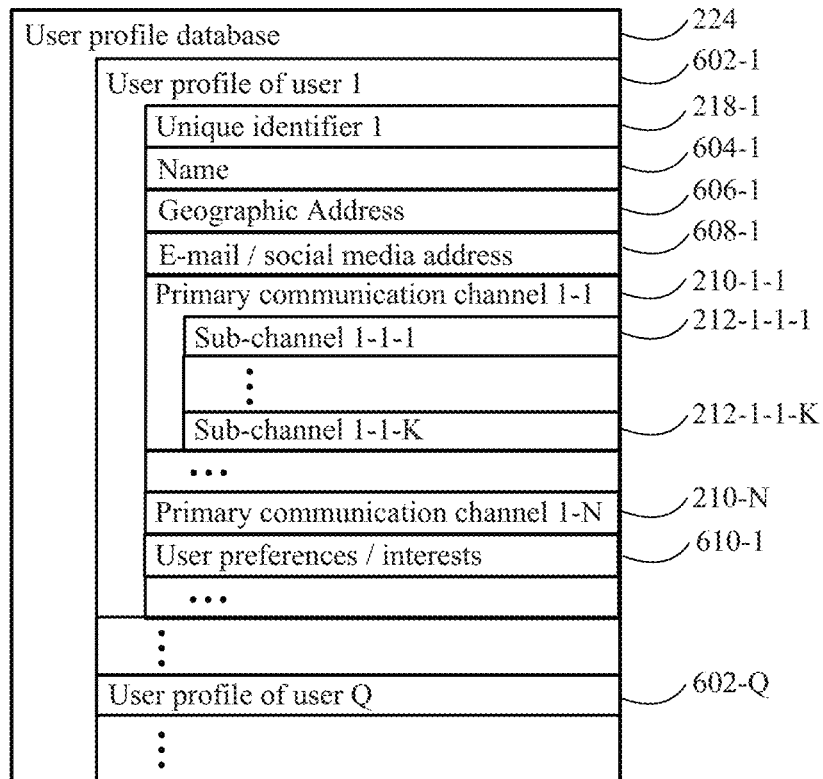 User profile database 224
User profile of user 1 602-1
Unique identifier 1 218-1
Name 604-1
Geographic Address 606-1
E-mail / social media address 608-1
Primary communication channel 1-1 210-1-1
Sub-channel 1-1-1 212-1-1-1
⋮
Sub-channel 1-1-K 212-1-1-K
•••
Primary communication channel 1-N 210-N
User preferences / interests 610-1
•••
⋮
User profile of user Q 602-Q
⋮